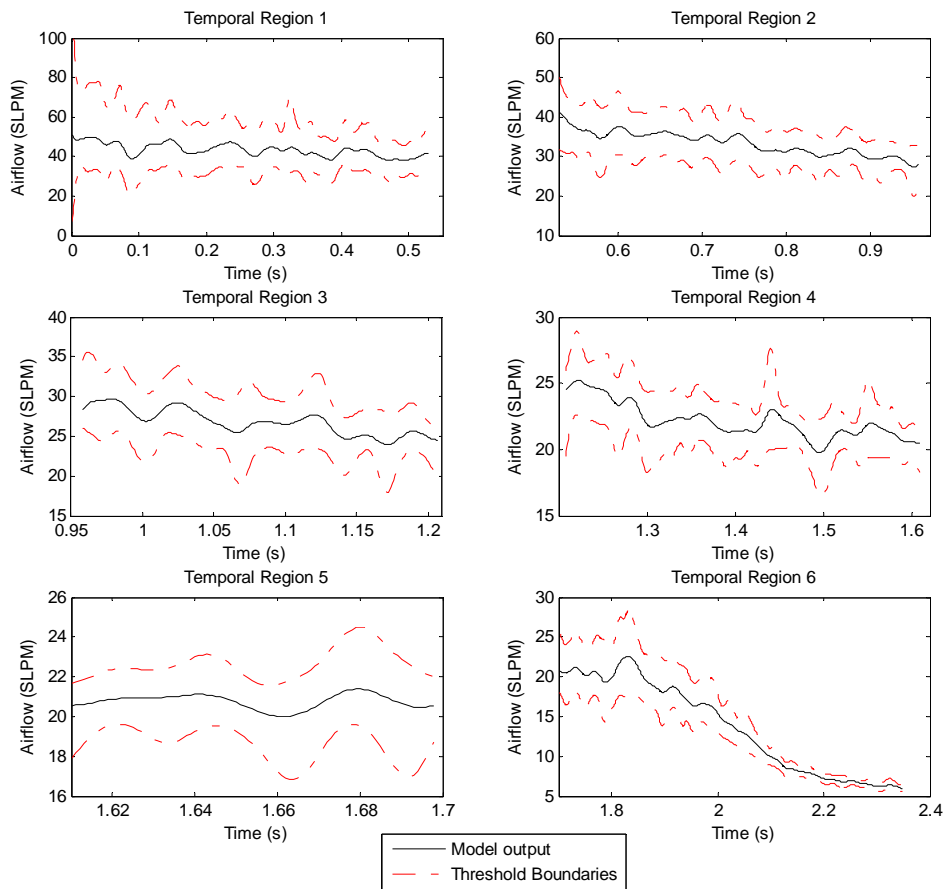 Temporal Region 1
100
80
60
40
20
0
Airflow (SLPM)
0 0.1 0.2 0.3 0.4 0.5
Time (s)
Temporal Region 2
60
50
40
30
20
10
Airflow (SLPM)
0.6 0.7 0.8 0.9
Time (s)
Temporal Region 3
40
35
30
25
20
15
Airflow (SLPM)
0.95 1 1.05 1.1 1.15 1.2
Time (s)
Temporal Region 4
30
25
20
15
Airflow (SLPM)
1.3 1.4 1.5 1.6
Time (s)
Temporal Region 5
26
24
22
20
18
16
Airflow (SLPM)
1.62 1.64 1.66 1.68 1.7
Time (s)
Temporal Region 6
30
25
20
15
10
5
Airflow (SLPM)
1.8 2 2.2 2.4
Time (s)
Model output
Threshold Boundaries